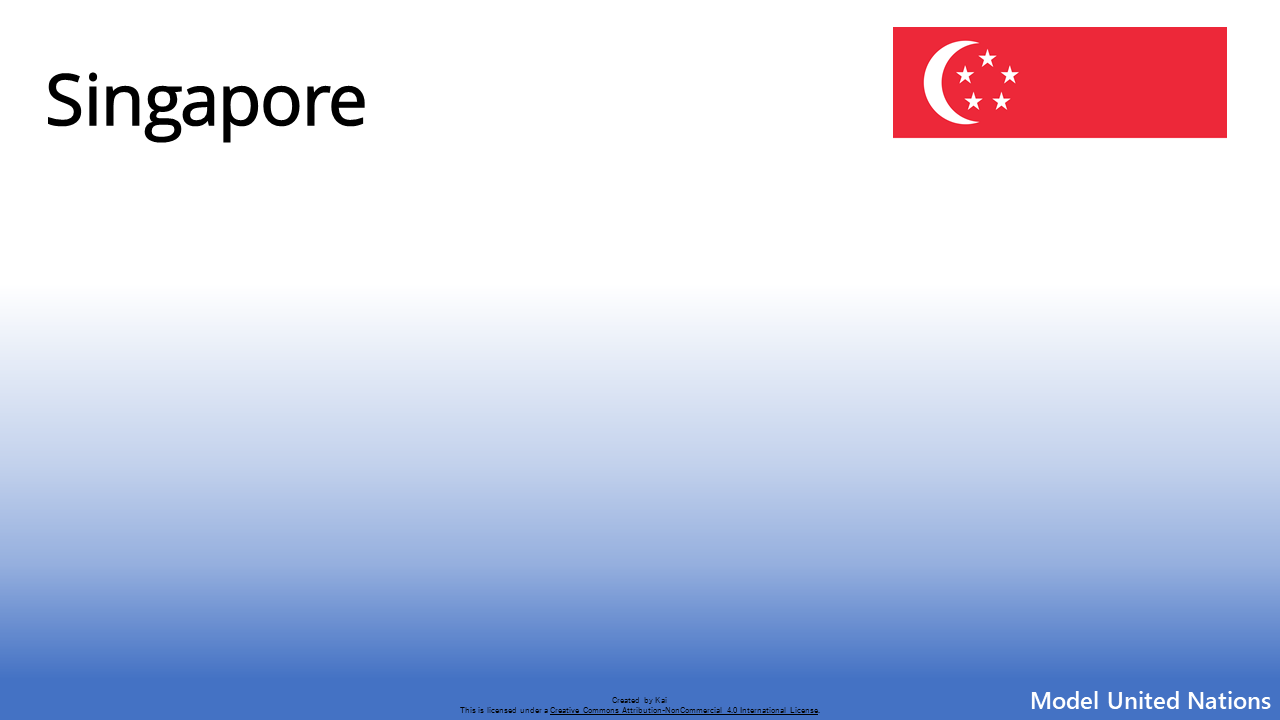 Singapore
Created by Kai
This is licensed under a Creative Commons Attribution-NonCommercial 4.0 International License.
Model United Nations